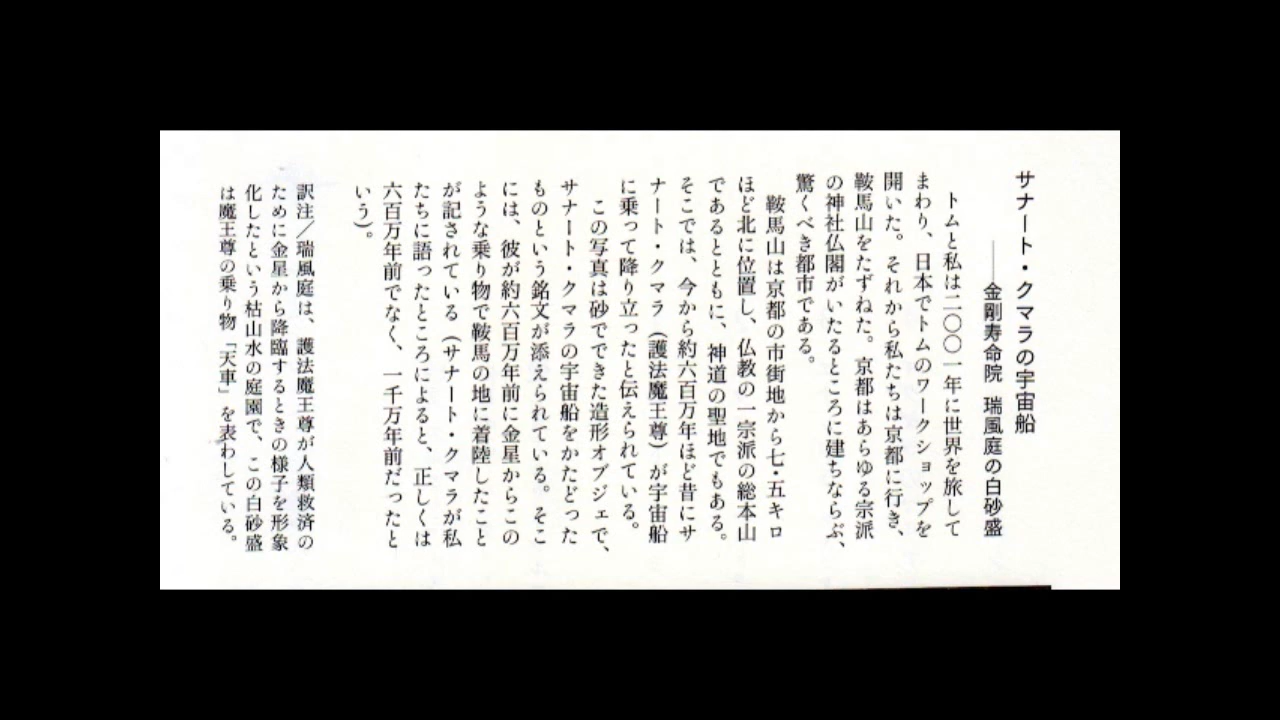 サナート・クマラの宇宙船
――金剛寿命院　瑞風庭の白砂盛
トムと私は二〇〇一年に世界を旅して
まわり、日本でトムのワークショップを
開いた。それから私たちは京都に行き、
鞍馬山をたずねた。京都はあらゆる宗派
の神社仏閣がいたるところに建ちならぶ、
驚くべき都市である。
鞍馬山は京都の市街地から七・五キロ
ほど北に位置し、仏教の一宗派の総本山
であるとともに、神道の聖地でもある。
そこでは、今から約六百万年ほど昔にサ
ナート・クマラ（護法魔王尊）が宇宙船
に乗って降り立ったと伝えられている。
この写真は砂でできた造形オブジェで、
サナート・クマラの宇宙船をかたどった
ものという銘文が添えられている。そこ
には、彼が約六百万年前に金星からこの
ような乗り物で鞍馬の地に着陸したこと
が記されている（サナート・クマラが私
たちに語ったところによると、正しくは
六百万年前でなく、一千万年前だったと
いう）。
訳注／瑞風庭は、護法魔王尊が人類救済の
ために金星から降臨するときの様子を形象
化したという枯山水の庭園で、この白砂盛
は魔王尊の乗り物「天車」を表わしている。